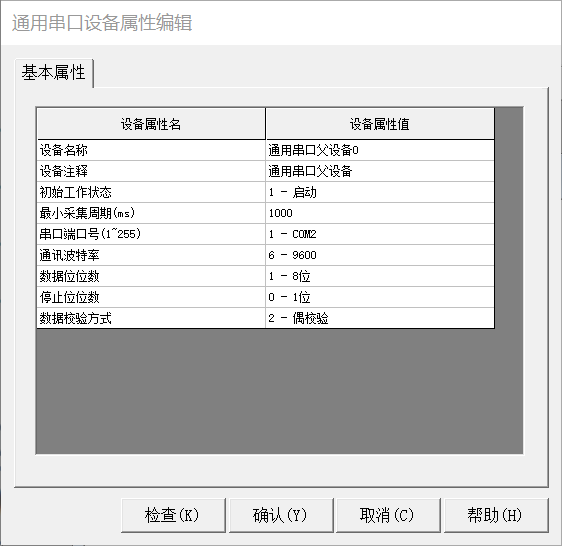 通用串口设备属性编辑
基本属性
设备属性名 设备属性值
设备名称 通用串口父设备0
设备注释 通用串口父设备
初始工作状态 1 - 启动
最小采集周期(ms) 1000
串口端口号(1~255) 1 - COM2
通讯波特率 6 - 9600
数据位位数 1 - 8位
停止位位数 0 - 1位
数据校验方式 2 - 偶校验
检查(K) 确认(Y) 取消(C) 帮助(H)